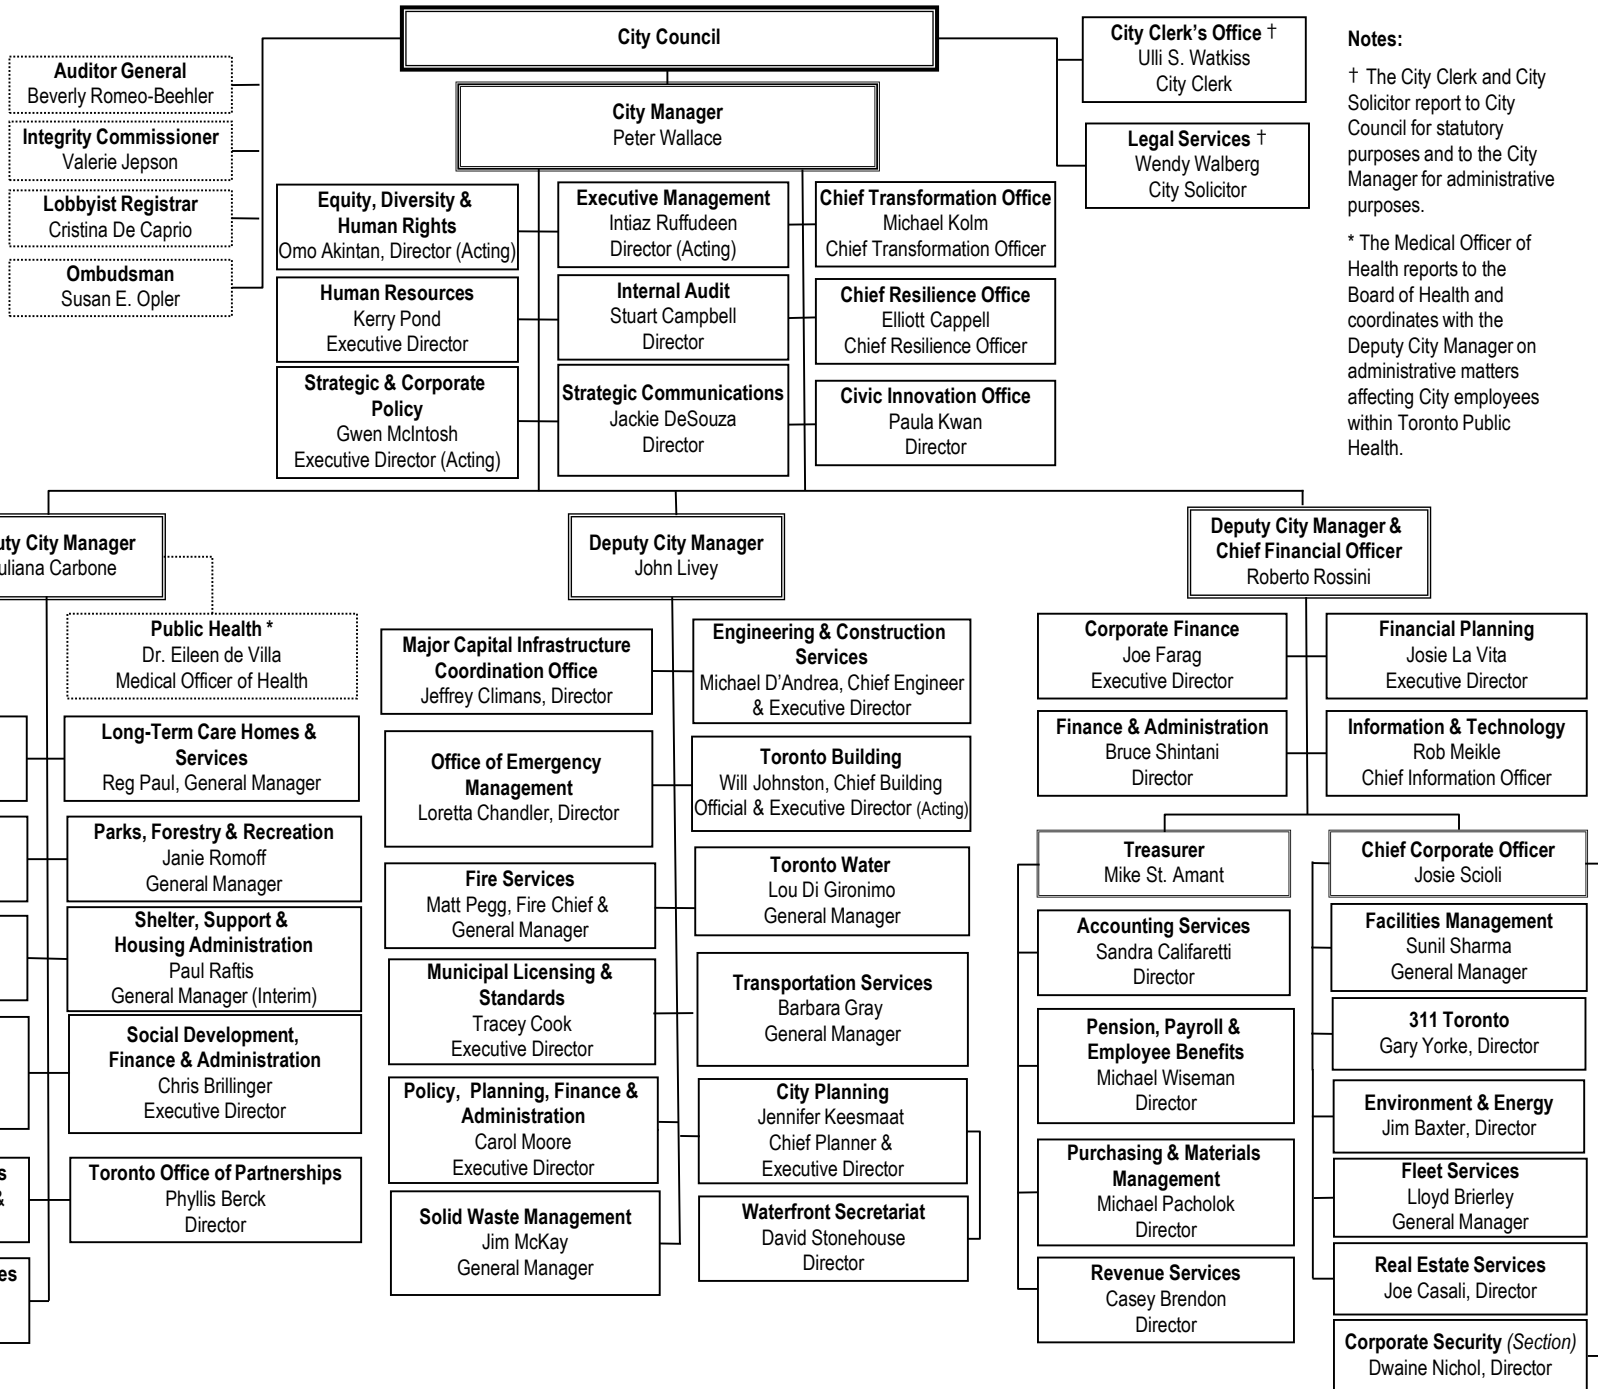 City Council
City Clerk's Office †
Ulli S. Watkiss
City Clerk
Legal Services †
Wendy Walberg
City Solicitor
Notes:
† The City Clerk and City
Solicitor report to City
Council for statutory
purposes and to the City
Manager for administrative
purposes.
* The Medical Officer of
Health reports to the
Board of Health and
coordinates with the
Deputy City Manager on
administrative matters
affecting City employees
within Toronto Public
Health.
Auditor General
Beverly Romeo-Beehler
Integrity Commissioner
Valerie Jepson
Lobbyist Registrar
Cristina De Caprio
Ombudsman
Susan E. Opler
City Manager
Peter Wallace
Equity, Diversity &
Human Rights
Omo Akintan, Director (Acting)
Executive Management
Intiaz Ruffudeen
Director (Acting)
Chief Transformation Office
Michael Kolm
Chief Transformation Officer
Human Resources
Kerry Pond
Executive Director
Internal Audit
Stuart Campbell
Director
Chief Resilience Office
Elliott Cappell
Chief Resilience Officer
Strategic & Corporate
Policy
Gwen McIntosh
Executive Director (Acting)
Strategic Communications
Jackie DeSouza
Director
Civic Innovation Office
Paula Kwan
Director
uty City Manager
uliana Carbone
Public Health *
Dr. Eileen de Villa
Medical Officer of Health
Long-Term Care Homes &
Services
Reg Paul, General Manager
Parks, Forestry & Recreation
Janie Romoff
General Manager
Shelter, Support &
Housing Administration
Paul Raftis
General Manager (Interim)
Social Development,
Finance & Administration
Chris Brillinger
Executive Director
s
&
Toronto Office of Partnerships
Phyllis Berck
Director
es
Deputy City Manager
John Livey
Major Capital Infrastructure
Coordination Office
Jeffrey Climans, Director
Engineering & Construction
Services
Michael D'Andrea, Chief Engineer
& Executive Director
Office of Emergency
Management
Loretta Chandler, Director
Toronto Building
Will Johnston, Chief Building
Official & Executive Director (Acting)
Fire Services
Matt Pegg, Fire Chief &
General Manager
Toronto Water
Lou Di Gironimo
General Manager
Municipal Licensing &
Standards
Tracey Cook
Executive Director
Transportation Services
Barbara Gray
General Manager
Policy, Planning, Finance &
Administration
Carol Moore
Executive Director
City Planning
Jennifer Keesmaat
Chief Planner &
Executive Director
Solid Waste Management
Jim McKay
General Manager
Waterfront Secretariat
David Stonehouse
Director
Deputy City Manager &
Chief Financial Officer
Roberto Rossini
Corporate Finance
Joe Farag
Executive Director
Financial Planning
Josie La Vita
Executive Director
Finance & Administration
Bruce Shintani
Director
Information & Technology
Rob Meikle
Chief Information Officer
Treasurer
Mike St. Amant
Accounting Services
Sandra Califaretti
Director
Pension, Payroll &
Employee Benefits
Michael Wiseman
Director
Purchasing & Materials
Management
Michael Pacholok
Director
Revenue Services
Casey Brendon
Director
Chief Corporate Officer
Josie Scioli
Facilities Management
Sunil Sharma
General Manager
311 Toronto
Gary Yorke, Director
Environment & Energy
Jim Baxter, Director
Fleet Services
Lloyd Brierley
General Manager
Real Estate Services
Joe Casali, Director
Corporate Security (Section)
Dwaine Nichol, Director